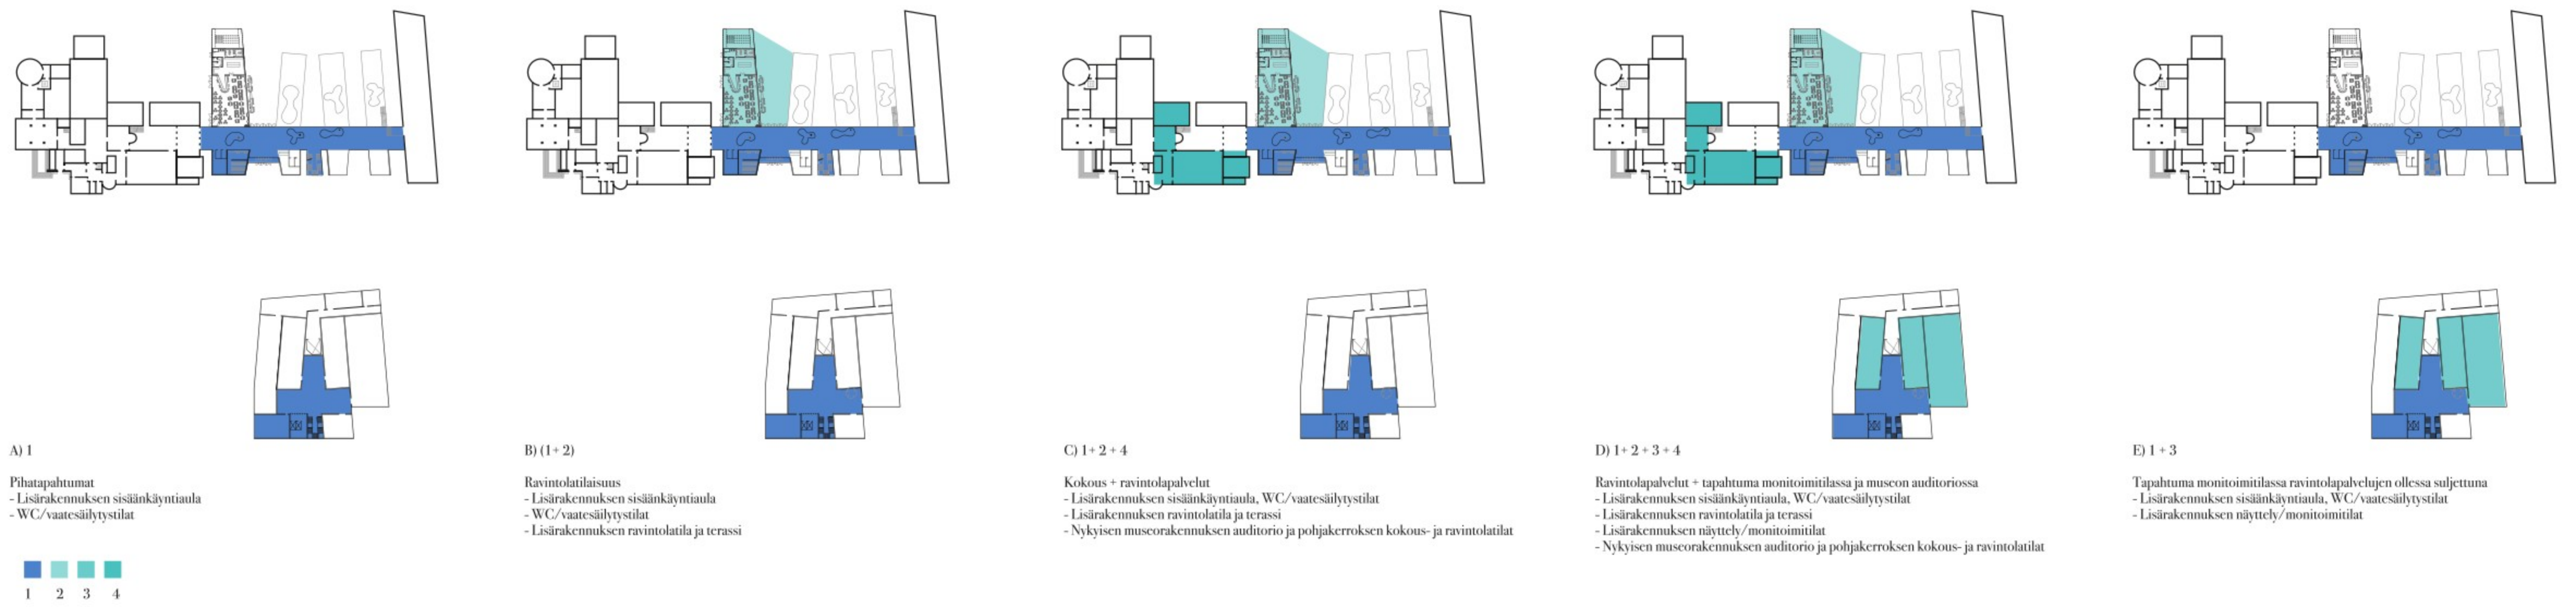 A) 1
Pihatapahtumat
- Lisärakennuksen sisäänkäyntiaula
- WC/vaatesäilytystilat
B) (1+ 2)
Ravintolatilaisuus
- Lisärakennuksen sisäänkäyntiaula
- WC/vaatesäilytystilat
- Lisärakennuksen ravintolatila ja terassi
C) 1+ 2 + 4
Kokous + ravintolapalvelut
- Lisärakennuksen sisäänkäyntiaula, WC/vaatesäilytystilat
- Lisärakennuksen ravintolatila ja terassi
- Nykyisen museorakennuksen auditorio ja pohjakerroksen kokous- ja ravintolatilat
D) 1+ 2 + 3 + 4
Ravintolapalvelut + tapahtuma monitoimitilassa ja museon auditoriossa
- Lisärakennuksen sisäänkäyntiaula, WC/vaatesäilytystilat
- Lisärakennuksen ravintolatila ja terassi
- Lisärakennuksen näyttely/monitoimitilat
- Nykyisen museorakennuksen auditorio ja pohjakerroksen kokous- ja ravintolatilat
E) 1 + 3
Tapahtuma monitoimitilassa ravintolapalvelujen ollessa suljettuna
- Lisärakennuksen sisäänkäyntiaula, WC/vaatesäilytystilat
- Lisärakennuksen näyttely/monitoimitilat
1 2 3 4